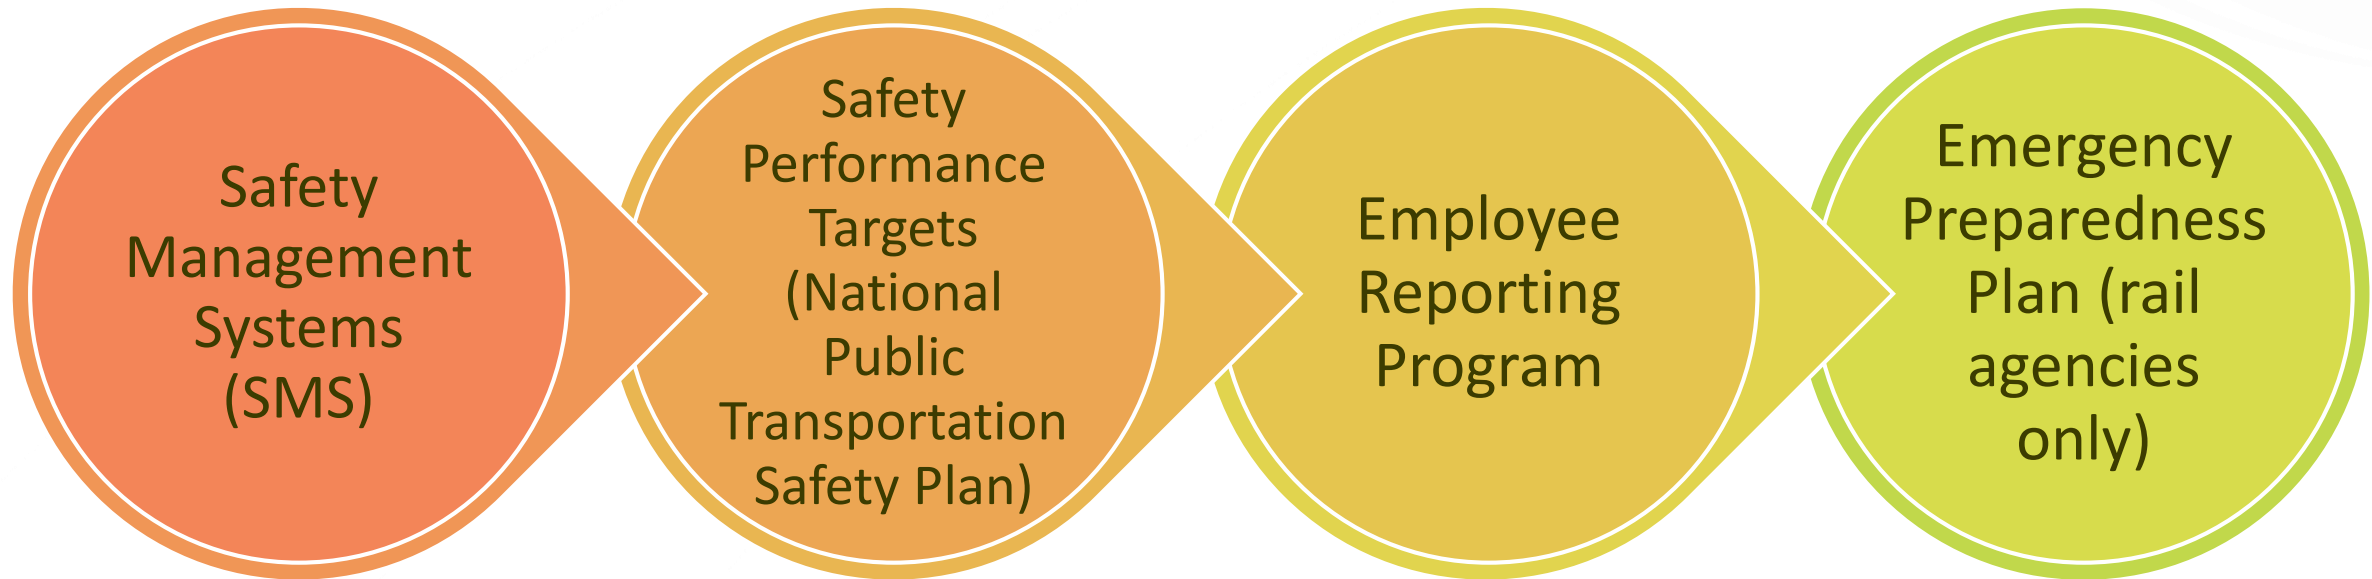 Safety
Management
Systems
(SMS)
Safety
Performance
Targets
(National
Public
Transportation
Safety Plan)
Employee
Reporting
Program
Emergency
Preparedness
Plan (rail
agencies
only)